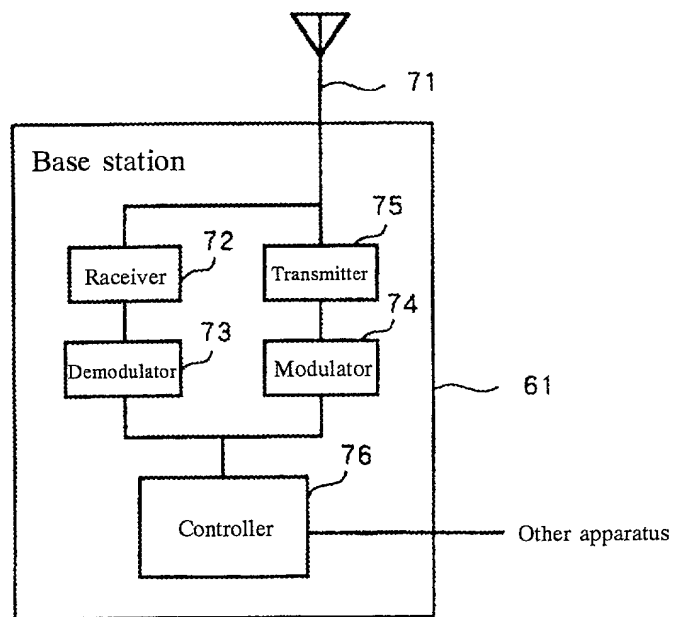 71
Base station
75
72
Raceiver
Transmitter
74
73
Demodulator
Modulator
61
76
Controller
Other apparatus